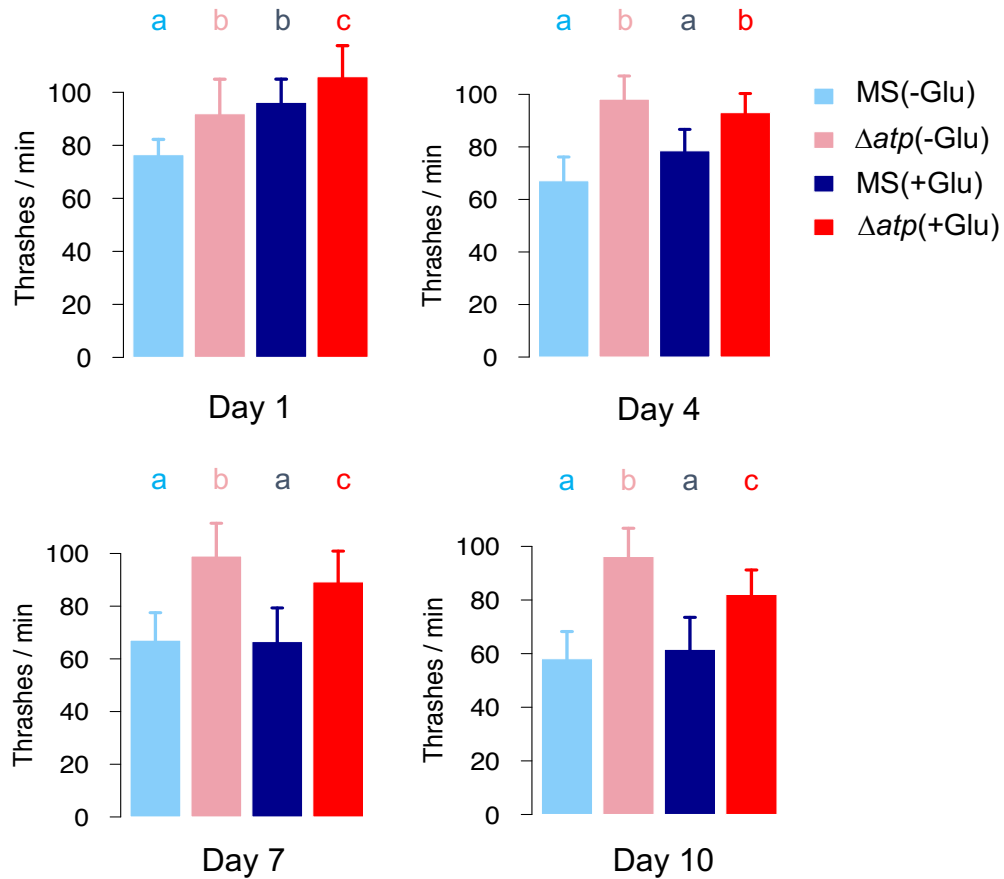 a b b c
Thrashes / min
100
80
60
40
20
0
Day 1
a b a b
Thrashes / min
100
80
60
40
20
0
Day 4
MS(-Glu)
Δatp(-Glu)
MS(+Glu)
Δatp(+Glu)
a b a c
Thrashes / min
100
80
60
40
20
0
Day 7
a b a c
Thrashes / min
100
80
60
40
20
0
Day 10